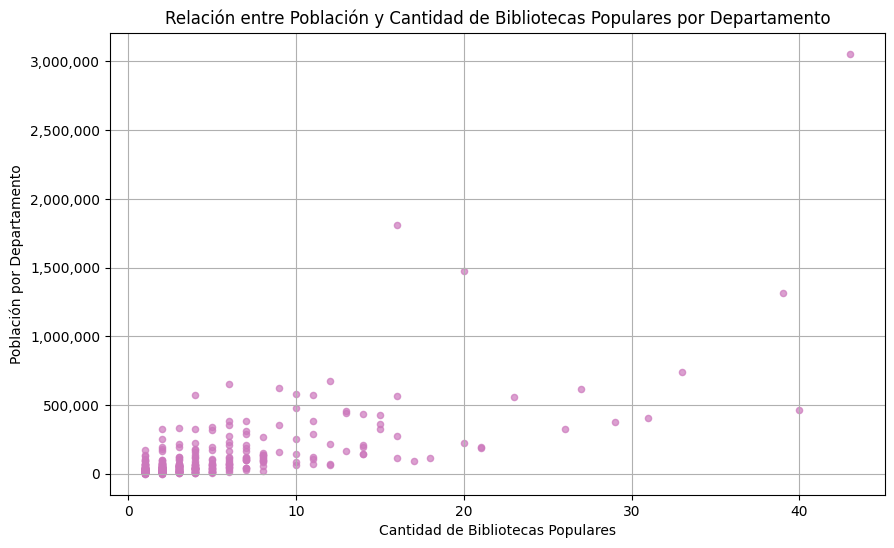 Relación entre Población y Cantidad de Bibliotecas Populares por Departamento
3,000,000
2,500,000
2,000,000
1,500,000
1,000,000
500,000
0
Población por Departamento
0 10 20 30 40
Cantidad de Bibliotecas Populares